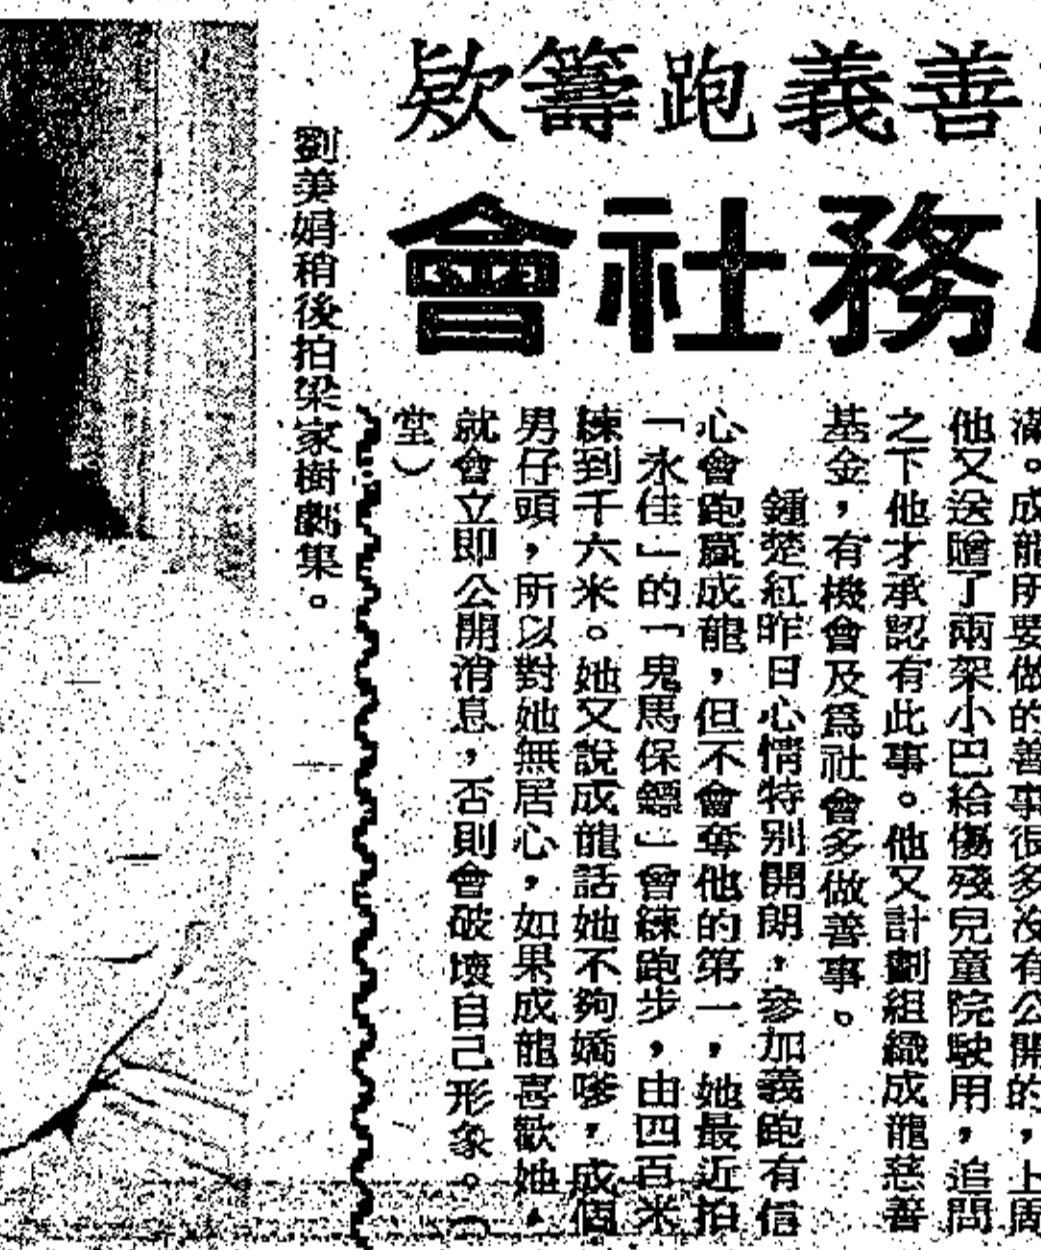 善義跑籌欵
務社會
滿。成龍所要做的善事很多没有公開的，上周
他又送贈了兩架小巴給傷殘兒童院駛用，追問
之下他才承認有此事。他又計劃組織成龍慈善
基金，有機會及爲社會多做善事。
鍾楚紅昨日心情特别開朗，參加義跑有信
心會跑贏成龍，但不會奪他的第一，她最近拍
「永佳」的「鬼馬保鏢」曾練跑步，由四百米
練到千六米。她又說成龍話她不夠嬌嗲，成個
男仔頭，所以對她無居心，如果成龍喜歡她，
就會立即公開消息，否則會破壞自己形象。（
堂）
劉美娟稍後拍梁家樹劇集。